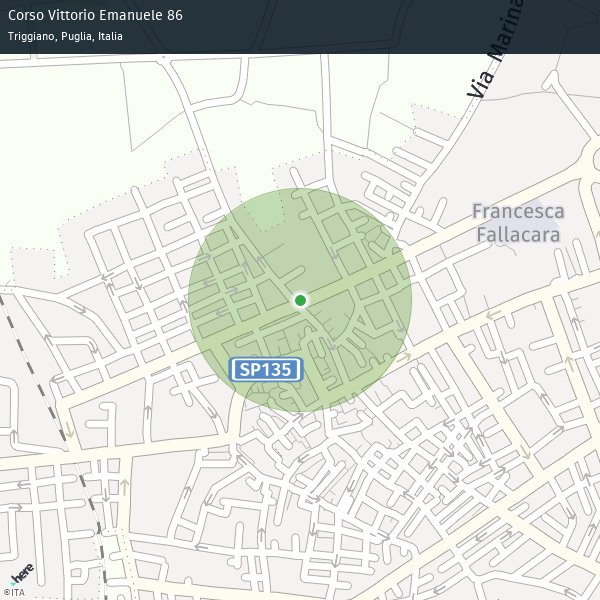 Corso Vittorio Emanuele 86
Triggiano, Puglia, Italia
Via Marina
Francesca
Fallacara
SP135
here
©ITA